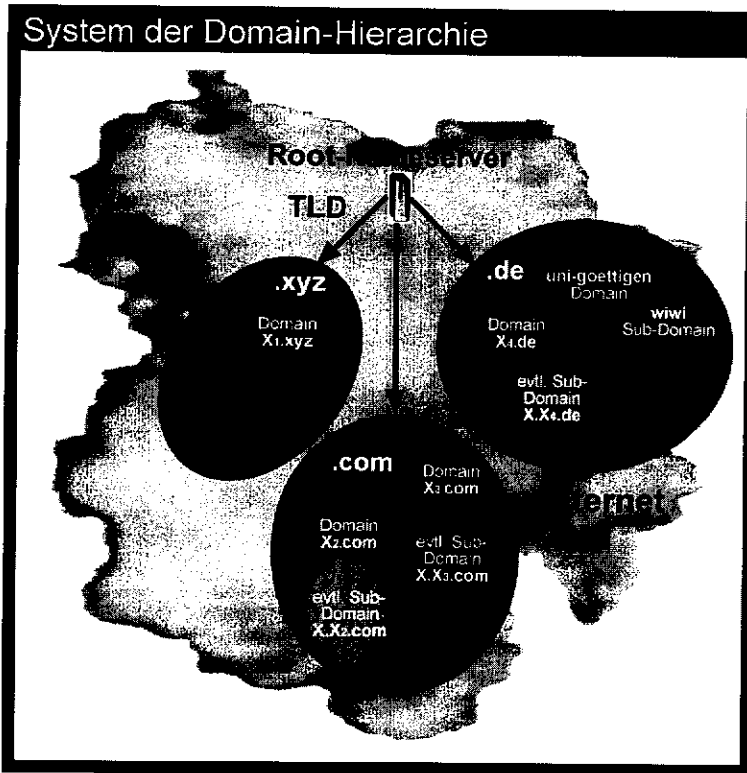 System der Domain-Hierarchie
TLD
.xyz
Domain
X1.xyz
.de
uni-goettigen
Domain
wiwi
Sub-Domain
Domain
X4.de
evtl. Sub-
Domain
X.X4.de
.com
Domain
X3.com
Domain
X2.com
evtl. Sub-
Domain
X.X3.com
evtl. Sub-
Domain
X.X2.com